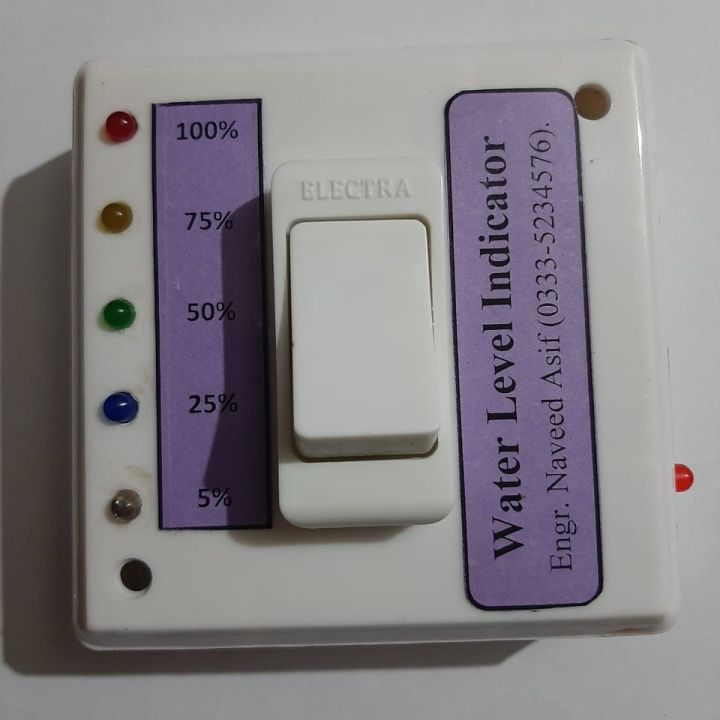 100%
75%
50%
25%
5%
ELECTRA
Water Level Indicator
Engr. Naveed Asif (0333-5234576).